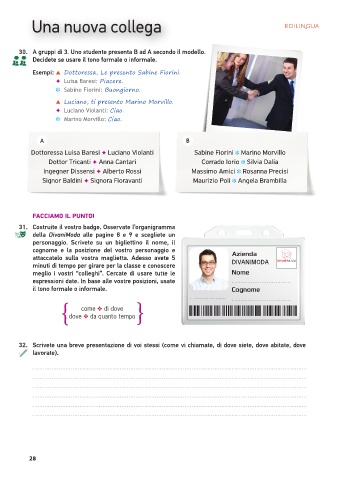 Una nuova collega
EDILINGUA
30. A gruppi di 3. Uno studente presenta B ad A secondo il modello.
Decidete se usare il tono formale o informale.
Esempi: ▲ Dottoressa, Le presento Sabine Fiorini.
✦ Luisa Baresi: Piacere.
✽ Sabine Fiorini: Buongiorno.
▲ Luciano, ti presento Marino Morvillo.
✦ Luciano Violanti: Ciao.
✽ Marino Morvillo: Ciao.
A
Dottoressa Luisa Baresi ✦ Luciano Violanti
Dottor Tricanti ✦ Anna Cantari
Ingegner Dissensi ✦ Alberto Rossi
Signor Baldini ✦ Signora Fioravanti
B
Sabine Fiorini ✽ Marino Morvillo
Corrado Iorio ✽ Silvia Dalia
Massimo Amici ✽ Rosanna Precisi
Maurizio Poli ✽ Angela Brambilla
FACCIAMO IL PUNTO!
31. Costruite il vostro badge. Osservate l'organigramma
della DivaniModa alle pagine 8 e 9 e scegliete un
personaggio. Scrivete su un bigliettino il nome, il
cognome e la posizione del vostro personaggio e
attaccatelo sulla vostra maglietta. Adesso avete 5
minuti di tempo per girare per la classe e conoscere
meglio i vostri "colleghi". Cercate di usare tutte le
espressioni date. In base alle vostre posizioni, usate
il tono formale o informale.
come ❖ di dove
dove ❖ da quanto tempo
Azienda
DIVANIMODA
Nome
Cognome
32. Scrivete una breve presentazione di voi stessi (come vi chiamate, di dove siete, dove abitate, dove
lavorate).
28